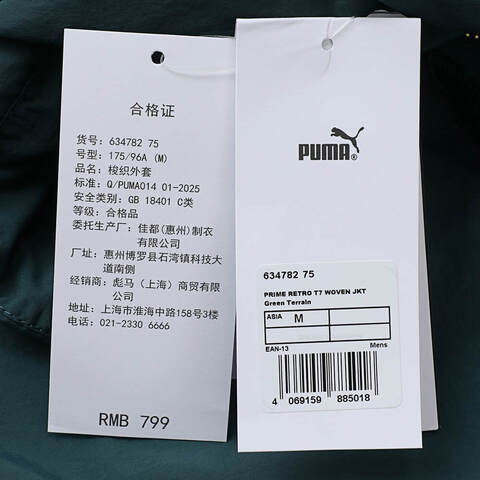 合格证
货号: 634782 75
号型: 175/96A (M)
品名: 梭织外套
标准: Q/PUMA014 01-2025
安全类别: GB 18401 C类
等级: 合格品
委托生产厂: 佳都(惠州)制衣
有限公司
厂址: 惠州博罗县石湾镇科技大
道南侧
经销商: 彪马(上海)商贸有
限公司
地址: 上海市淮海中路158号3楼
电话: 021-2330 6666
RMB 799
PUMA®
634782 75
PRIME RETRO T7 WOVEN JKT
Green Terrain
ASIA M
EAN-13 Mens
4 069159 885018